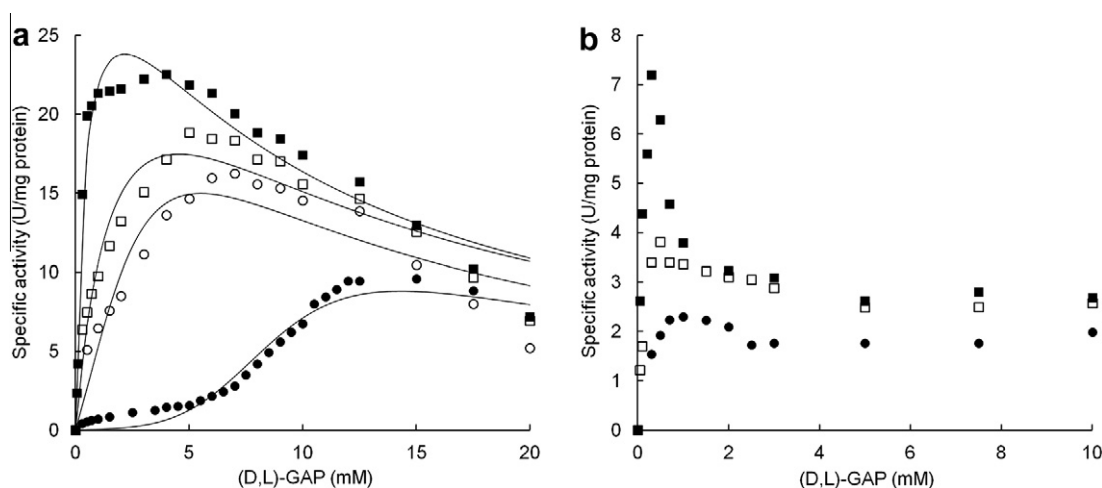 a
25
20
15
10
5
0
Specific activity (U/mg protein)
0 5 10 15 20
(D,L)-GAP (mM)
b
8
7
6
5
4
3
2
1
0
Specific activity (U/mg protein)
0 2 4 6 8 10
(D,L)-GAP (mM)